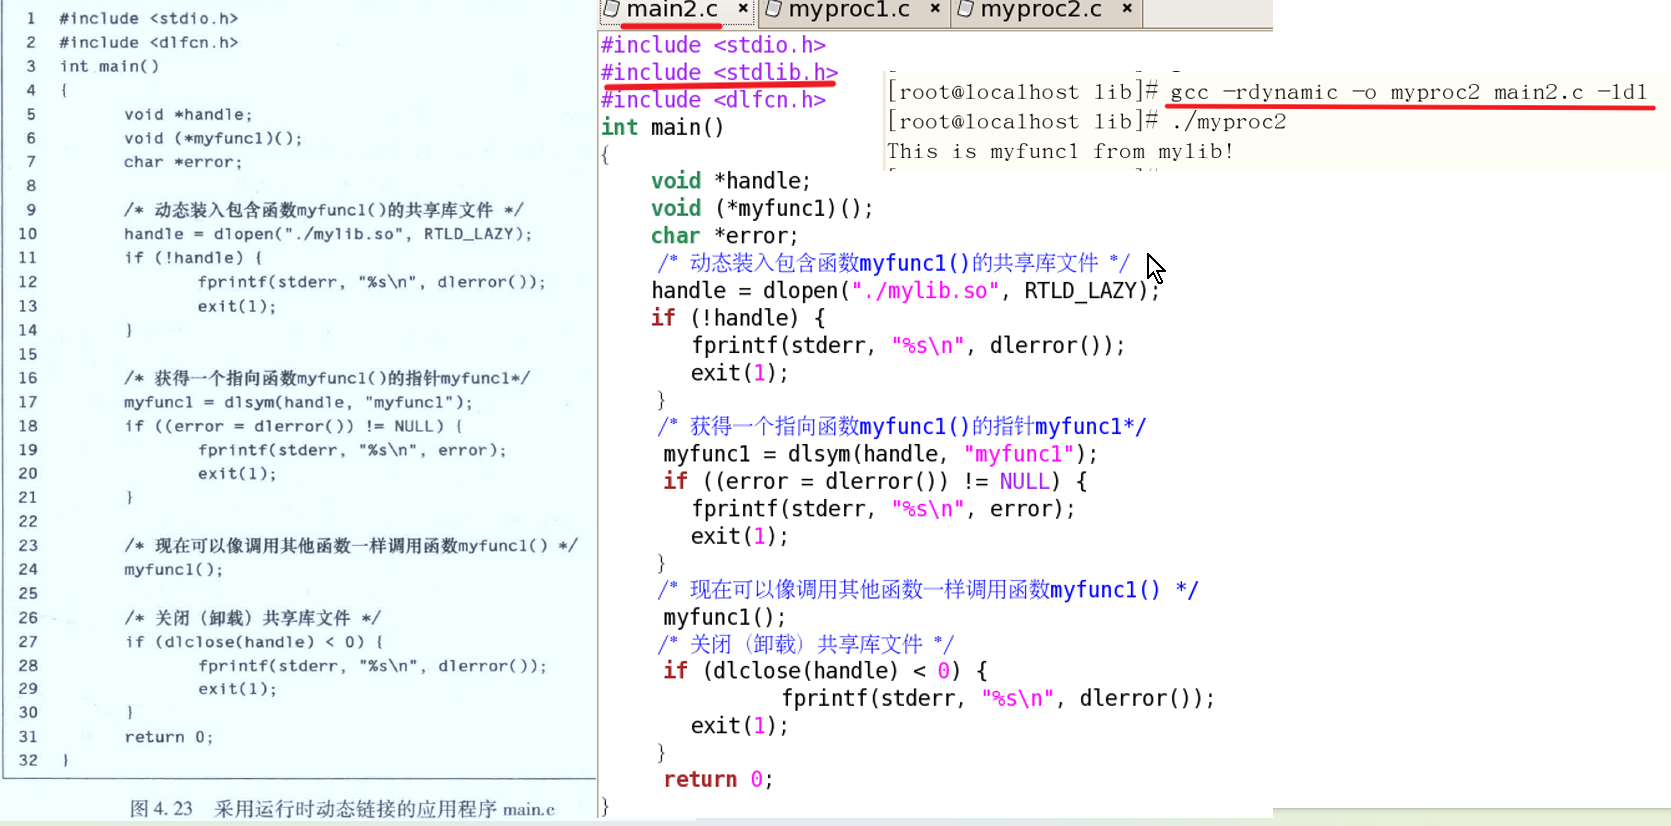 1 #include <stdio.h>
2 #include <dlfcn.h>
3 int main()
4 {
5 void *handle;
6 void (*myfunc1)();
7 char *error;
8
9 /* 动态装入包含函数myfunc1()的共享库文件 */
10 handle = dlopen("./mylib.so", RTLD_LAZY);
11 if (!handle) {
12 fprintf(stderr, "%s\n", dlerror());
13 exit(1);
14 }
15
16 /* 获得一个指向函数myfunc1()的指针myfunc1*/
17 myfunc1 = dlsym(handle, "myfunc1");
18 if ((error = dlerror()) != NULL) {
19 fprintf(stderr, "%s\n", error);
20 exit(1);
21 }
22
23 /* 现在可以像调用其他函数一样调用函数myfunc1() */
24 myfunc1();
25
26 /* 关闭（卸载）共享库文件 */
27 if (dlclose(handle) < 0) {
28 fprintf(stderr, "%s\n", dlerror());
29 exit(1);
30 }
31 return 0;
32 }
图 4.23 采用运行时动态链接的应用程序 main.c
main2.c × myproc1.c × myproc2.c ×
#include <stdio.h>
#include <stdlib.h>
#include <dlfcn.h>
int main()
{
void *handle;
void (*myfunc1)();
char *error;
/* 动态装入包含函数myfunc1()的共享库文件 */
handle = dlopen("./mylib.so", RTLD_LAZY);
if (!handle) {
fprintf(stderr, "%s\n", dlerror());
exit(1);
}
/* 获得一个指向函数myfunc1()的指针myfunc1*/
myfunc1 = dlsym(handle, "myfunc1");
if ((error = dlerror()) != NULL) {
fprintf(stderr, "%s\n", error);
exit(1);
}
/* 现在可以像调用其他函数一样调用函数myfunc1() */
myfunc1();
/* 关闭（卸载）共享库文件 */
if (dlclose(handle) < 0) {
fprintf(stderr, "%s\n", dlerror());
exit(1);
}
return 0;
}
[root@localhost lib]# gcc -rdynamic -o myproc2 main2.c -ldl
[root@localhost lib]# ./myproc2
This is myfunc1 from mylib!